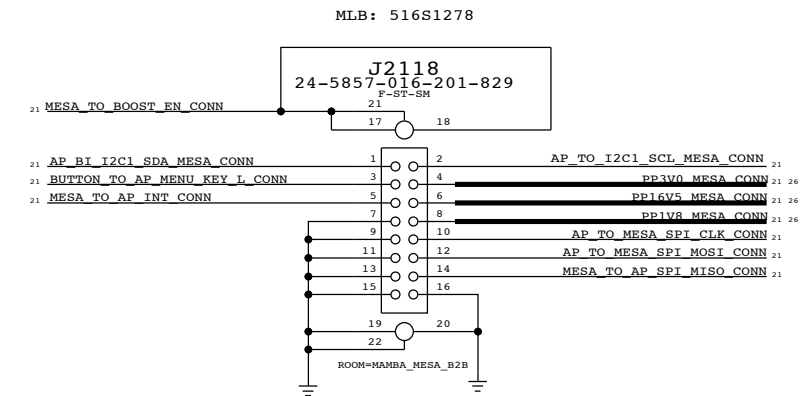 MLB: 516S1278
J2118
24-5857-016-201-829
F-ST-SM
21 MESA_TO_BOOST_EN_CONN 21
17 18
21 AP_BI_I2C1_SDA_MESA_CONN 1 2 AP_TO_I2C1_SCL_MESA_CONN 21
21 BUTTON_TO_AP_MENU_KEY_L_CONN 3 4 PP3V0_MESA_CONN 21 26
21 MESA_TO_AP_INT_CONN 5 6 PP16V5_MESA_CONN 21 26
7 8 PP1V8_MESA_CONN 21 26
9 10 AP_TO_MESA_SPI_CLK_CONN 21
11 12 AP_TO_MESA_SPI_MOSI_CONN 21
13 14 MESA_TO_AP_SPI_MISO_CONN 21
15 16
19 20
22
ROOM=MAMBA_MESA_B2B